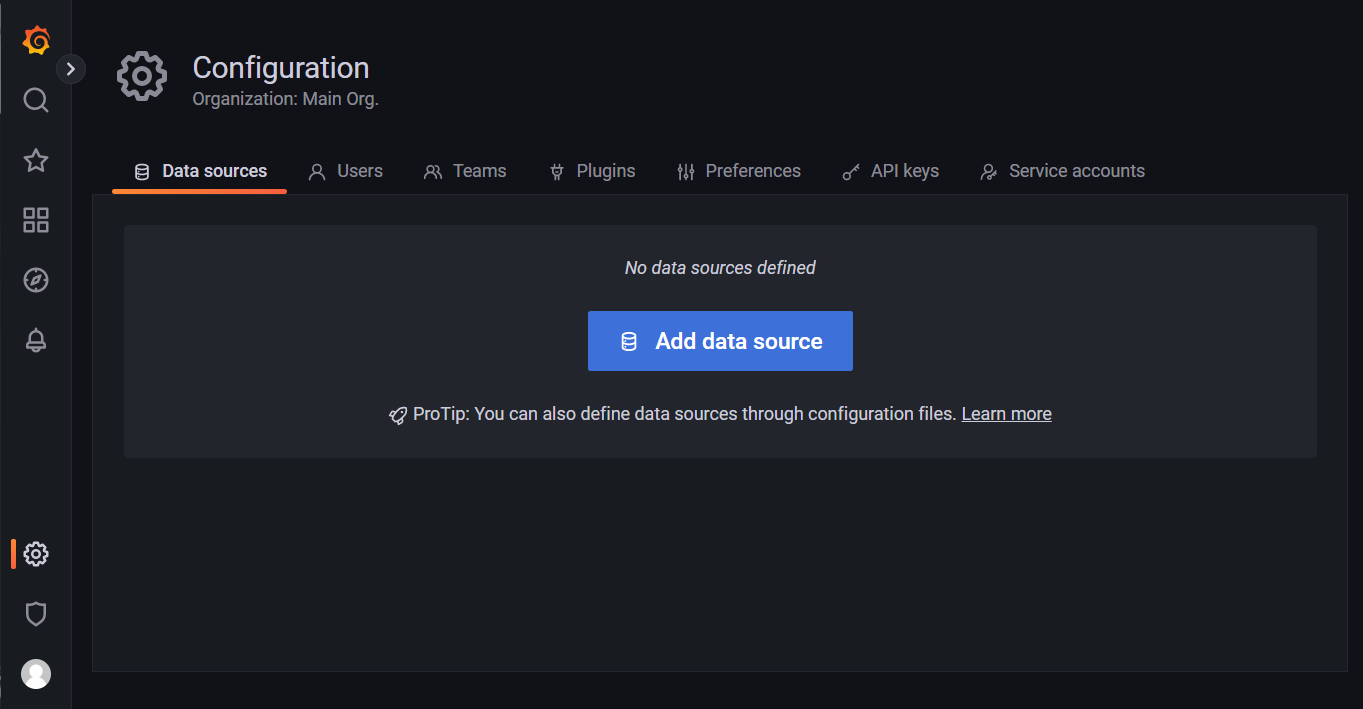 Configuration
Organization: Main Org.
Data sources Users Teams Plugins Preferences API keys Service accounts
No data sources defined
Add data source
ProTip: You can also define data sources through configuration files. Learn more